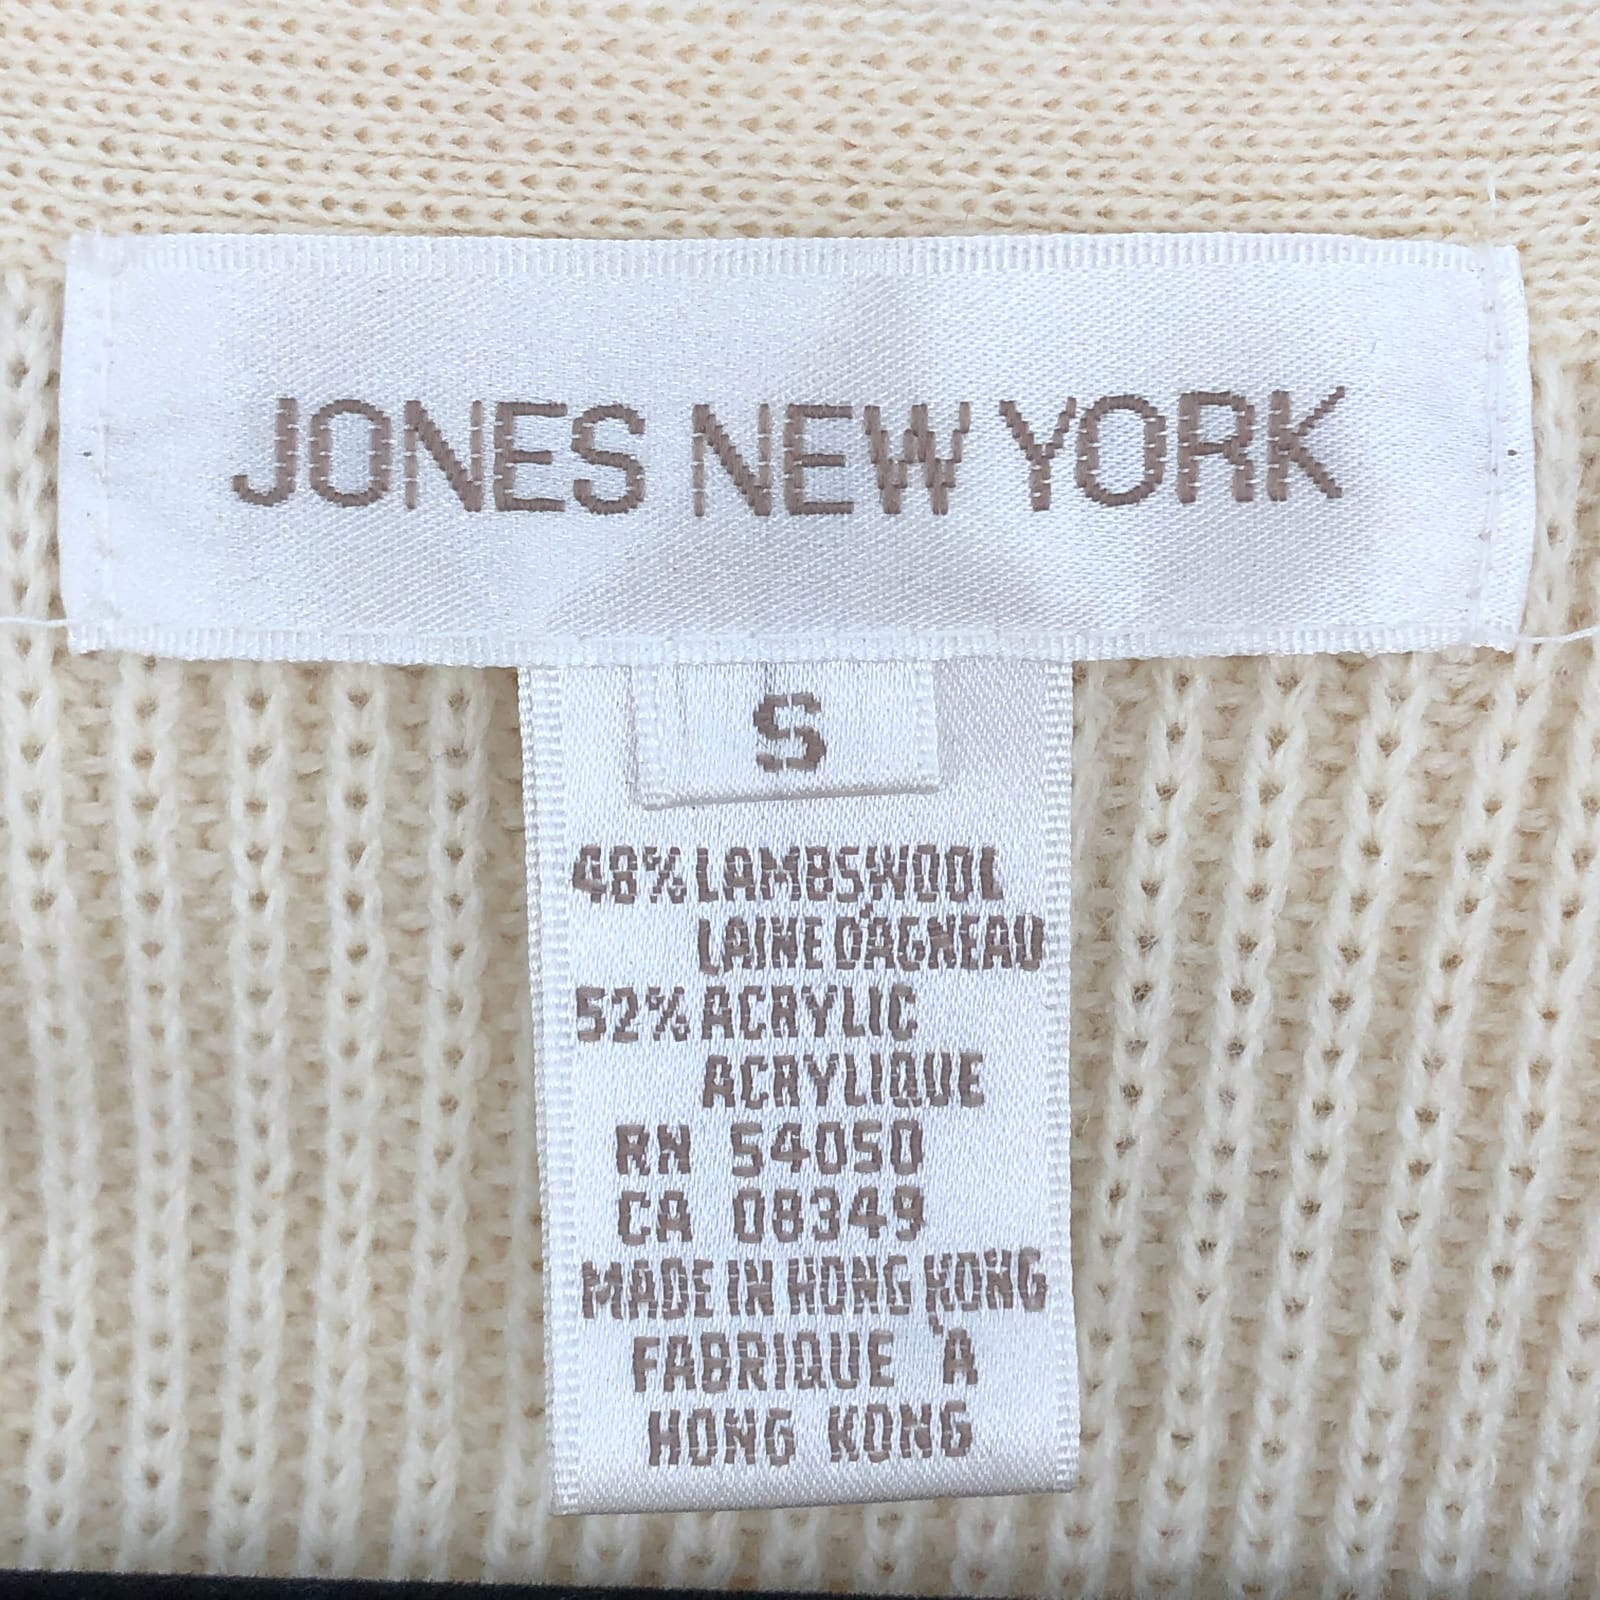 JONES NEW YORK
S
48% LAMBSWOOL
LAINE D'AGNEAU
52% ACRYLIC
ACRYLIQUE
RN 54050
CA 08349
MADE IN HONG KONG
FABRIQUE À
HONG KONG